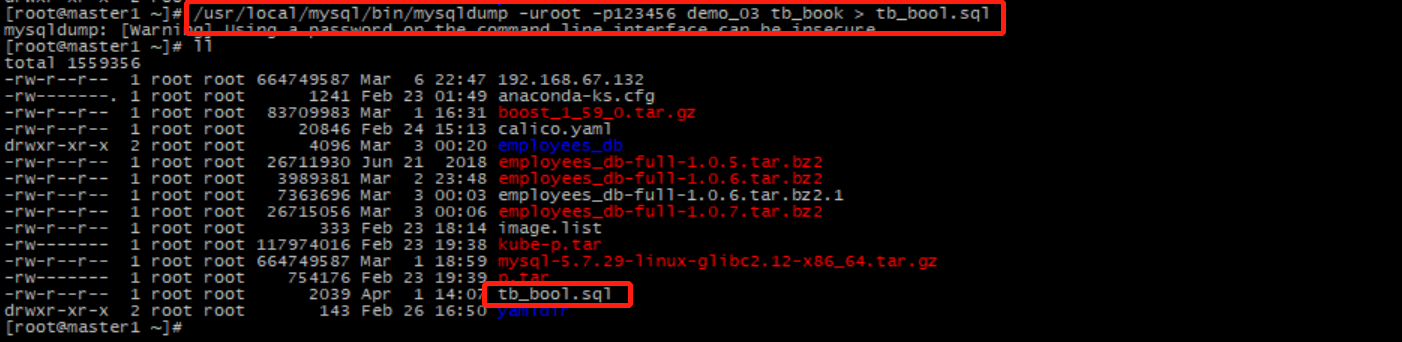 [root@master1 ~]# /usr/local/mysql/bin/mysqldump -uroot -p123456 demo_03 tb_book > tb_bool.sql
mysqldump: [Warning] Using a password on the command line interface can be insecure.
[root@master1 ~]# ll
total 1559356
-rw-r--r--  1 root root 664749587 Mar  6 22:47 192.168.67.132
-rw-------. 1 root root      1241 Feb 23 01:49 anaconda-ks.cfg
-rw-r--r--  1 root root  83709983 Mar  1 16:31 boost_1_59_0.tar.gz
-rw-r--r--  1 root root     20846 Feb 24 15:13 calico.yaml
drwxr-xr-x  2 root root      4096 Mar  3 00:20 employees_db
-rw-r--r--  1 root root  26711930 Jun 21  2018 employees_db-full-1.0.5.tar.bz2
-rw-r--r--  1 root root   3989381 Mar  2 23:48 employees_db-full-1.0.6.tar.bz2
-rw-r--r--  1 root root   7363696 Mar  3 00:03 employees_db-full-1.0.6.tar.bz2.1
-rw-r--r--  1 root root  26715056 Mar  3 00:06 employees_db-full-1.0.7.tar.bz2
-rw-r--r--  1 root root       333 Feb 23 18:14 image.list
-rw-------  1 root root 117974016 Feb 23 19:38 kube-p.tar
-rw-r--r--  1 root root 664749587 Mar  1 18:59 mysql-5.7.29-linux-glibc2.12-x86_64.tar.gz
-rw-------  1 root root    754176 Feb 23 19:39 p.tar
-rw-r--r--  1 root root      2039 Apr  1 14:07 tb_bool.sql
drwxr-xr-x  2 root root       143 Feb 26 16:50 yamldir
[root@master1 ~]#